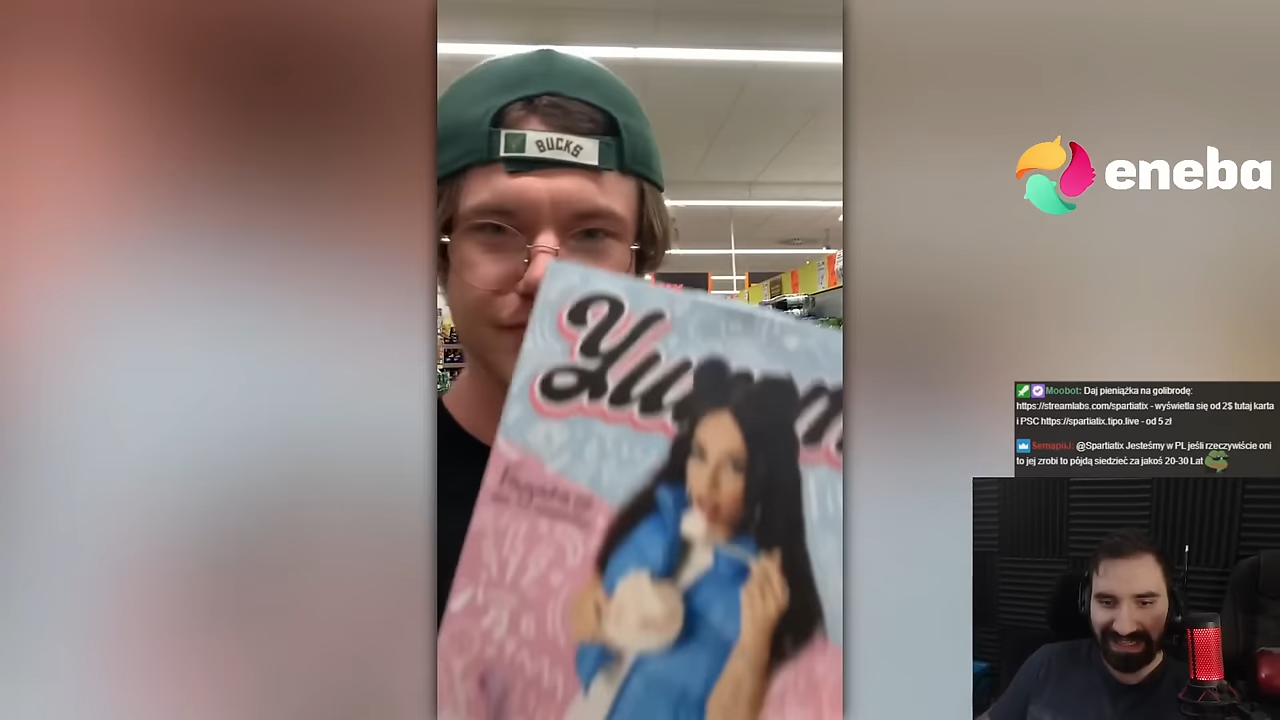 BUCKS
eneba
Moobot: Daj pieniążka na golibrodę:
https://streamlabs.com/spartiatix - wyświetla się od 2$ tutaj karta
i PSC https://spartiatix.tipo.live - od 5 zł
SemapiiJ: @Spartiatix Jesteśmy w PL jeśli rzeczywiście oni
to jej zrobi to pójdą siedzieć za jakoś 20-30 Lat